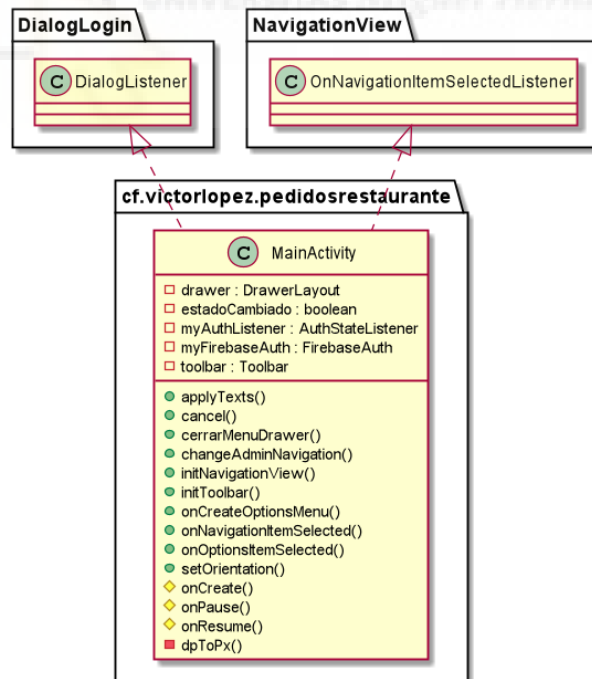 DialogLogin
NavigationView
C DialogListener
C OnNavigationItemSelectedListener
cf.victorlopez.pedidosrestaurante
C MainActivity
drawer : DrawerLayout
estadoCambiado : boolean
myAuthListener : AuthStateListener
myFirebaseAuth : FirebaseAuth
toolbar : Toolbar
applyTexts()
cancel()
cerrarMenuDrawer()
changeAdminNavigation()
initNavigationView()
initToolbar()
onCreateOptionsMenu()
onNavigationItemSelected()
onOptionsItemSelected()
setOrientation()
onCreate()
onPause()
onResume()
dpToPx()